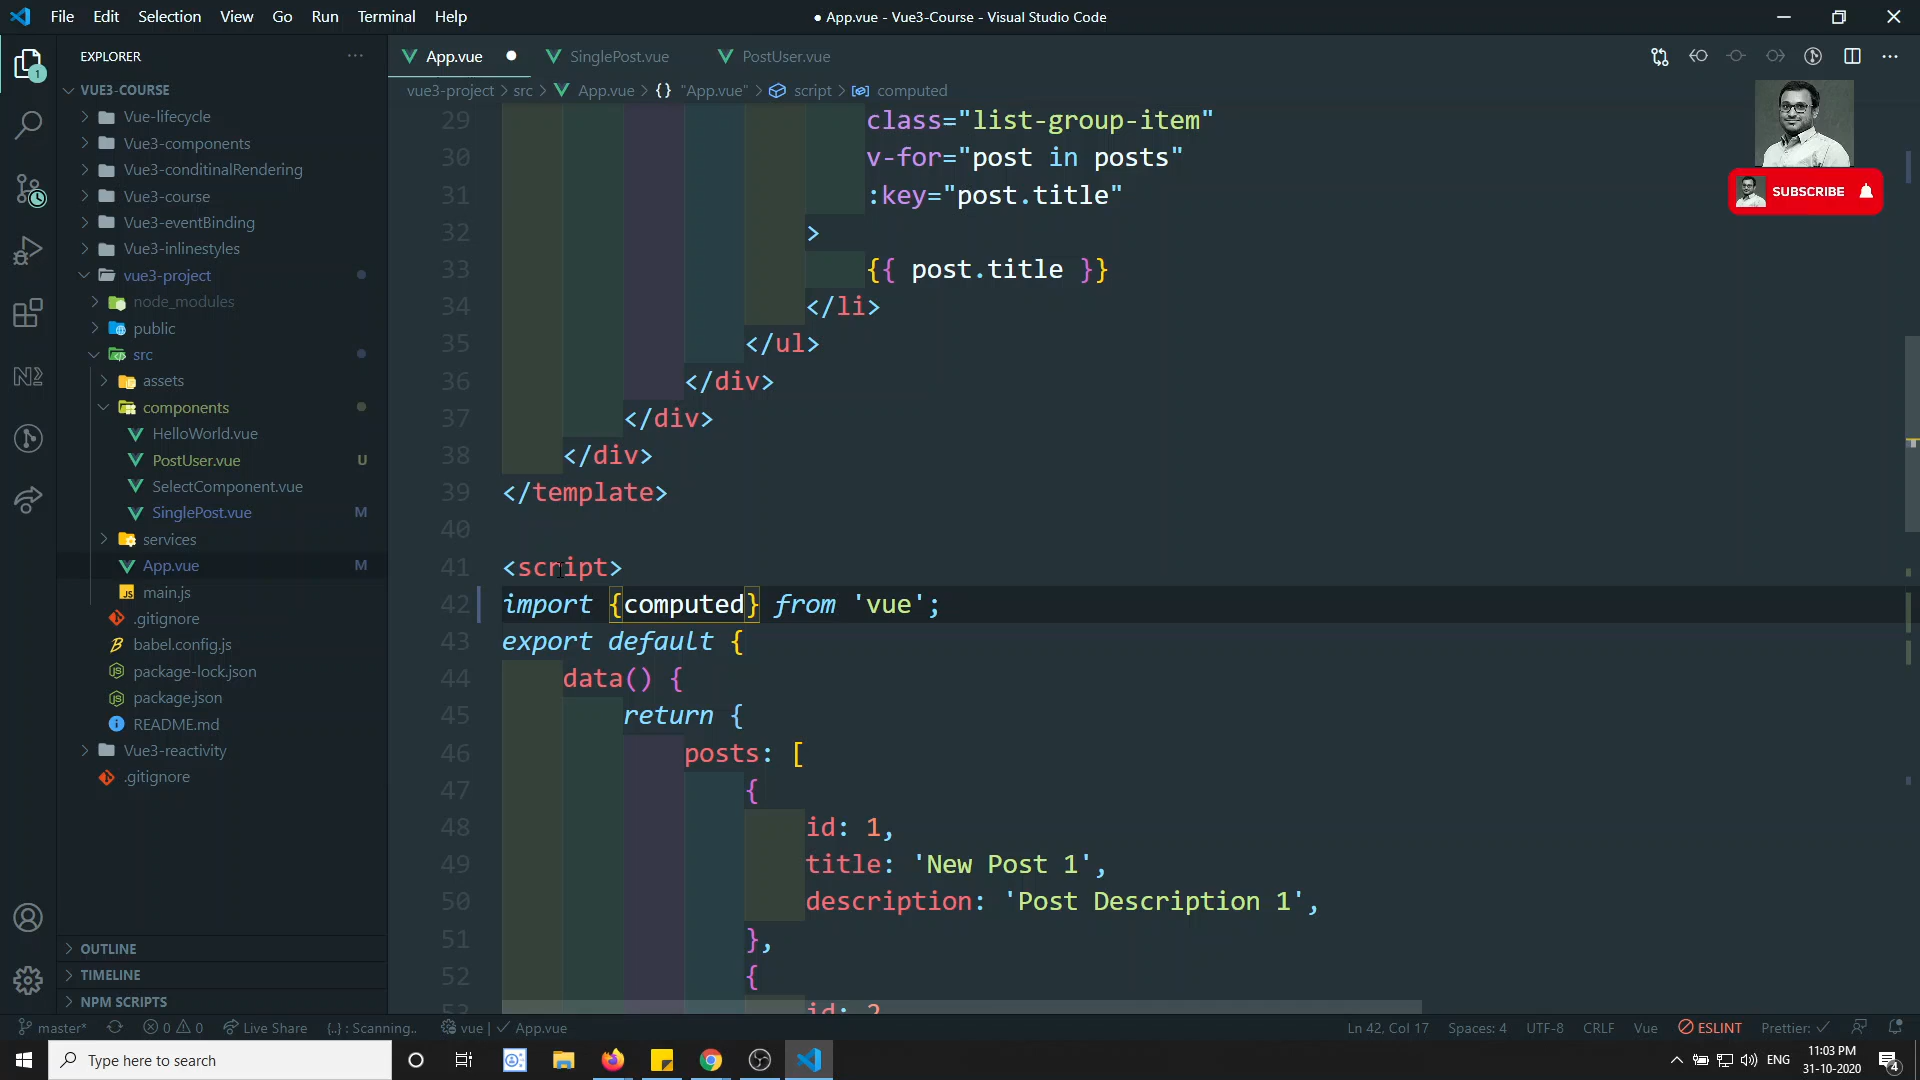 File Edit Selection View Go Run Terminal Help
● App.vue - Vue3-Course - Visual Studio Code
EXPLORER
App.vue
SinglePost.vue
PostUser.vue
VUE3-COURSE
Vue-lifecycle
Vue3-components
Vue3-conditinalRendering
Vue3-course
Vue3-eventBinding
Vue3-inlinestyles
vue3-project
node_modules
public
src
assets
components
HelloWorld.vue
PostUser.vue U
SelectComponent.vue
SinglePost.vue M
services
App.vue M
main.js
.gitignore
babel.config.js
package-lock.json
package.json
README.md
Vue3-reactivity
.gitignore
OUTLINE
TIMELINE
NPM SCRIPTS
1
vue3-project > src > App.vue > {} "App.vue" > script > computed
29 class="list-group-item"
30 v-for="post in posts"
31 :key="post.title"
32 >
33 {{ post.title }}
34 </li>
35 </ul>
36 </div>
37 </div>
38 </div>
39 </template>
40
41 <script>
42 import {computed} from 'vue';
43 export default {
44 data() {
45 return {
46 posts: [
47 {
48 id: 1,
49 title: 'New Post 1',
50 description: 'Post Description 1',
51 },
52 {
53 id: 2
SUBSCRIBE
master* 0 0 Live Share {..} : Scanning.. vue | App.vue
Ln 42, Col 17 Spaces: 4 UTF-8 CRLF Vue ESLINT Prettier: ✓
Type here to search
ENG
11:03 PM
31-10-2020
4